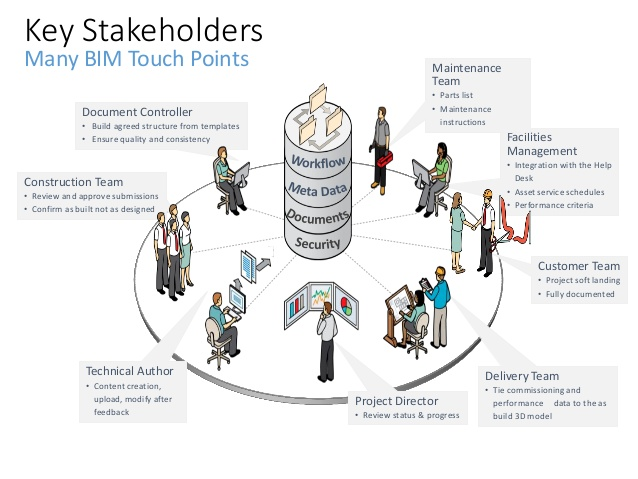 Key Stakeholders
Many BIM Touch Points
Maintenance
Team
• Parts list
• Maintenance
instructions
Document Controller
• Build agreed structure from templates
• Ensure quality and consistency
Facilities
Management
• Integration with the Help
Desk
• Asset service schedules
• Performance criteria
Construction Team
• Review and approve submissions
• Confirm as built not as designed
Workflow
Meta Data
Documents
Security
Customer Team
• Project soft landing
• Fully documented
Technical Author
• Content creation,
upload, modify after
feedback
Project Director
• Review status & progress
Delivery Team
• Tie commissioning and
performance data to the as
build 3D model